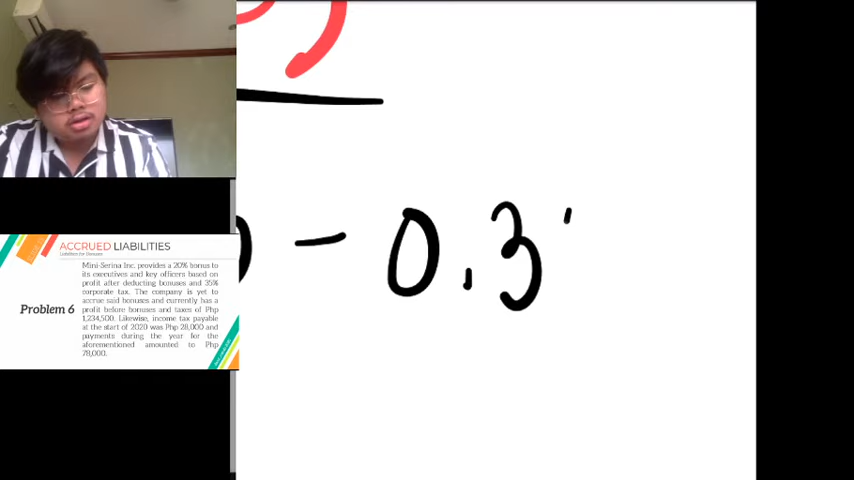 ACCRUED LIABILITIES
Liabilities for Bonuses
Mini-Serina Inc. provides a 20% bonus to
its executives and key officers based on
profit after deducting bonuses and 35%
corporate tax. The company is yet to
accrue said bonuses and currently has a
profit before bonuses and taxes of Php
1,234,500. Likewise, income tax payable
at the start of 2020 was Php 28,000 and
payments during the year for the
aforementioned amounted to Php
78,000.
Problem 6
- 0.3